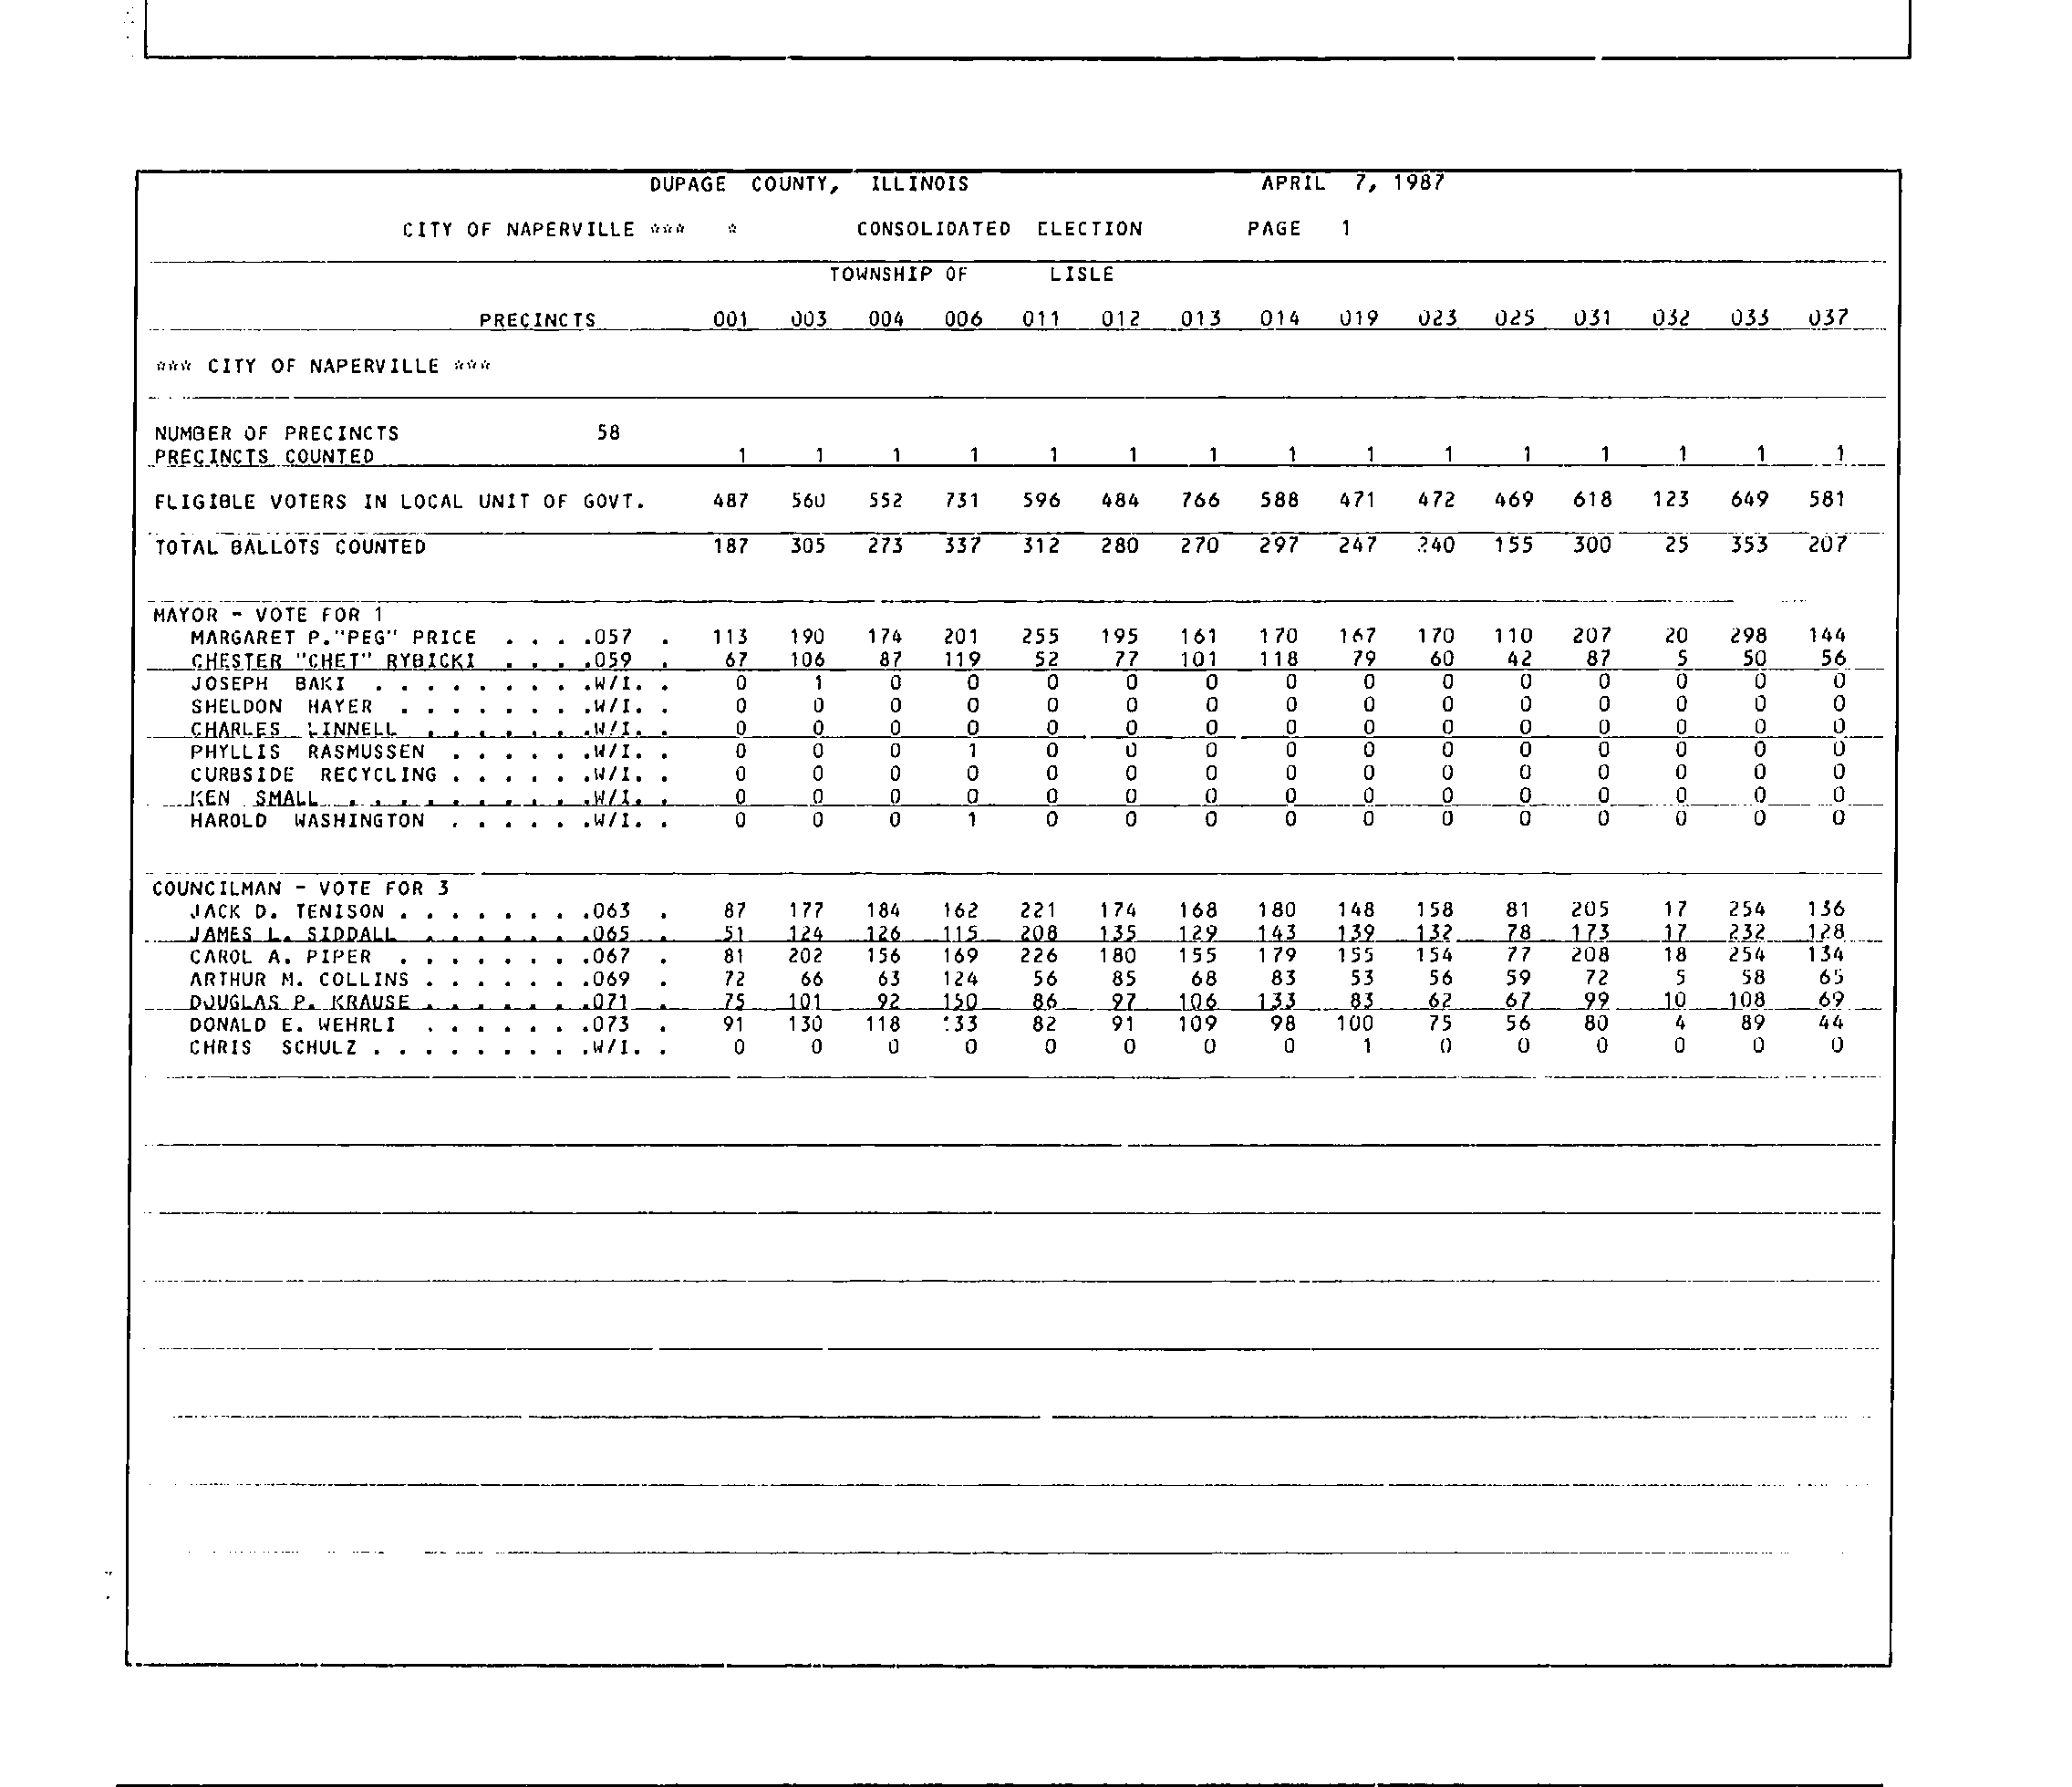 DUPAGE COUNTY, ILLINOIS APRIL 7, 1987
CITY OF NAPERVILLE *** * CONSOLIDATED ELECTION PAGE 1
TOWNSHIP OF LISLE
PRECINCTS 001 003 004 006 011 012 013 014 019 023 025 031 032 033 037
*** CITY OF NAPERVILLE ***
NUMBER OF PRECINCTS 58
PRECINCTS COUNTED 1 1 1 1 1 1 1 1 1 1 1 1 1 1 1
ELIGIBLE VOTERS IN LOCAL UNIT OF GOVT. 487 560 552 731 596 484 766 588 471 472 469 618 123 649 581
TOTAL BALLOTS COUNTED 187 305 273 337 312 280 270 297 247 240 155 300 25 353 207
MAYOR - VOTE FOR 1
MARGARET P."PEG" PRICE . . . .057 . 113 190 174 201 255 195 161 170 167 170 110 207 20 298 144
CHESTER "CHET" RYBICKI . . . .059 . 67 106 87 119 52 77 101 118 79 60 42 87 5 50 56
JOSEPH BAKI . . . . . . . . .W/I. . 0 1 0 0 0 0 0 0 0 0 0 0 0 0 0
SHELDON HAYER . . . . . . . .W/I. . 0 0 0 0 0 0 0 0 0 0 0 0 0 0 0
CHARLES LINNELL . . . . . . .W/I. . 0 0 0 0 0 0 0 0 0 0 0 0 0 0 0
PHYLLIS RASMUSSEN . . . . . .W/I. . 0 0 0 1 0 0 0 0 0 0 0 0 0 0 0
CURBSIDE RECYCLING . . . . . .W/I. . 0 0 0 0 0 0 0 0 0 0 0 0 0 0 0
KEN SMALL . . . . . . . . . .W/I. . 0 0 0 0 0 0 0 0 0 0 0 0 0 0 0
HAROLD WASHINGTON . . . . . .W/I. . 0 0 0 1 0 0 0 0 0 0 0 0 0 0 0
COUNCILMAN - VOTE FOR 3
JACK D. TENISON . . . . . . . .063 . 87 177 184 162 221 174 168 180 148 158 81 205 17 254 136
JAMES L. SIDDALL . . . . . . .065 . 51 124 126 115 208 135 129 143 139 132 78 173 17 232 128
CAROL A. PIPER . . . . . . . .067 . 81 202 156 169 226 180 155 179 155 154 77 208 18 254 134
ARTHUR M. COLLINS . . . . . . .069 . 72 66 63 124 56 85 68 83 53 56 59 72 5 58 65
DOUGLAS P. KRAUSE . . . . . . .071 . 75 101 92 150 86 97 106 133 83 62 67 99 10 108 69
DONALD E. WEHRLI . . . . . . .073 . 91 130 118 133 82 91 109 98 100 75 56 80 4 89 44
CHRIS SCHULZ . . . . . . . . .W/I. . 0 0 0 0 0 0 0 0 1 0 0 0 0 0 0